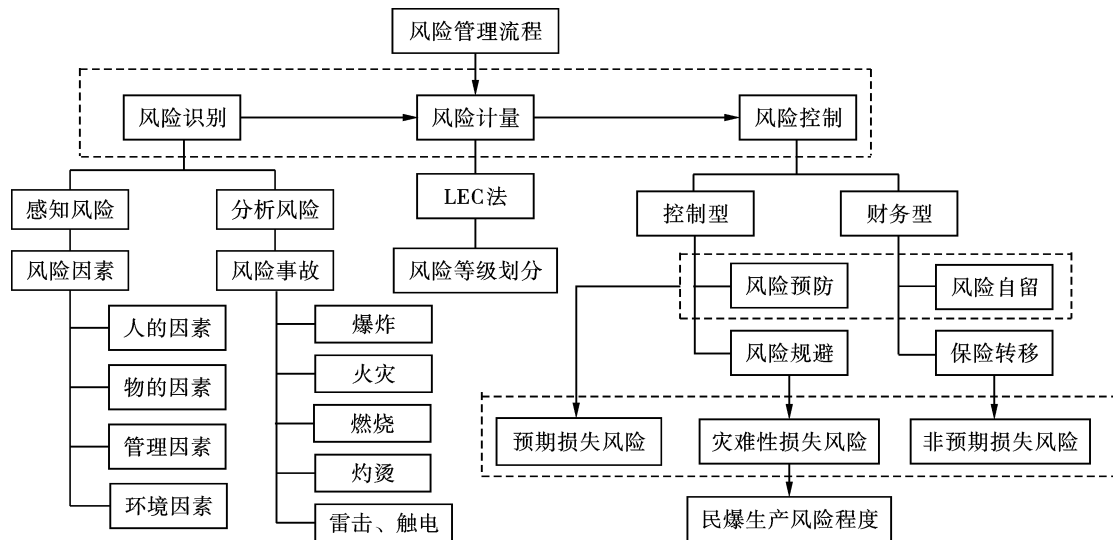 风险管理流程
风险识别
风险计量
风险控制
感知风险
分析风险
LEC法
控制型
财务型
风险因素
风险事故
风险等级划分
风险预防
风险自留
人的因素
爆炸
风险规避
保险转移
物的因素
火灾
管理因素
燃烧
预期损失风险
灾难性损失风险
非预期损失风险
环境因素
灼烫
雷击、触电
民爆生产风险程度